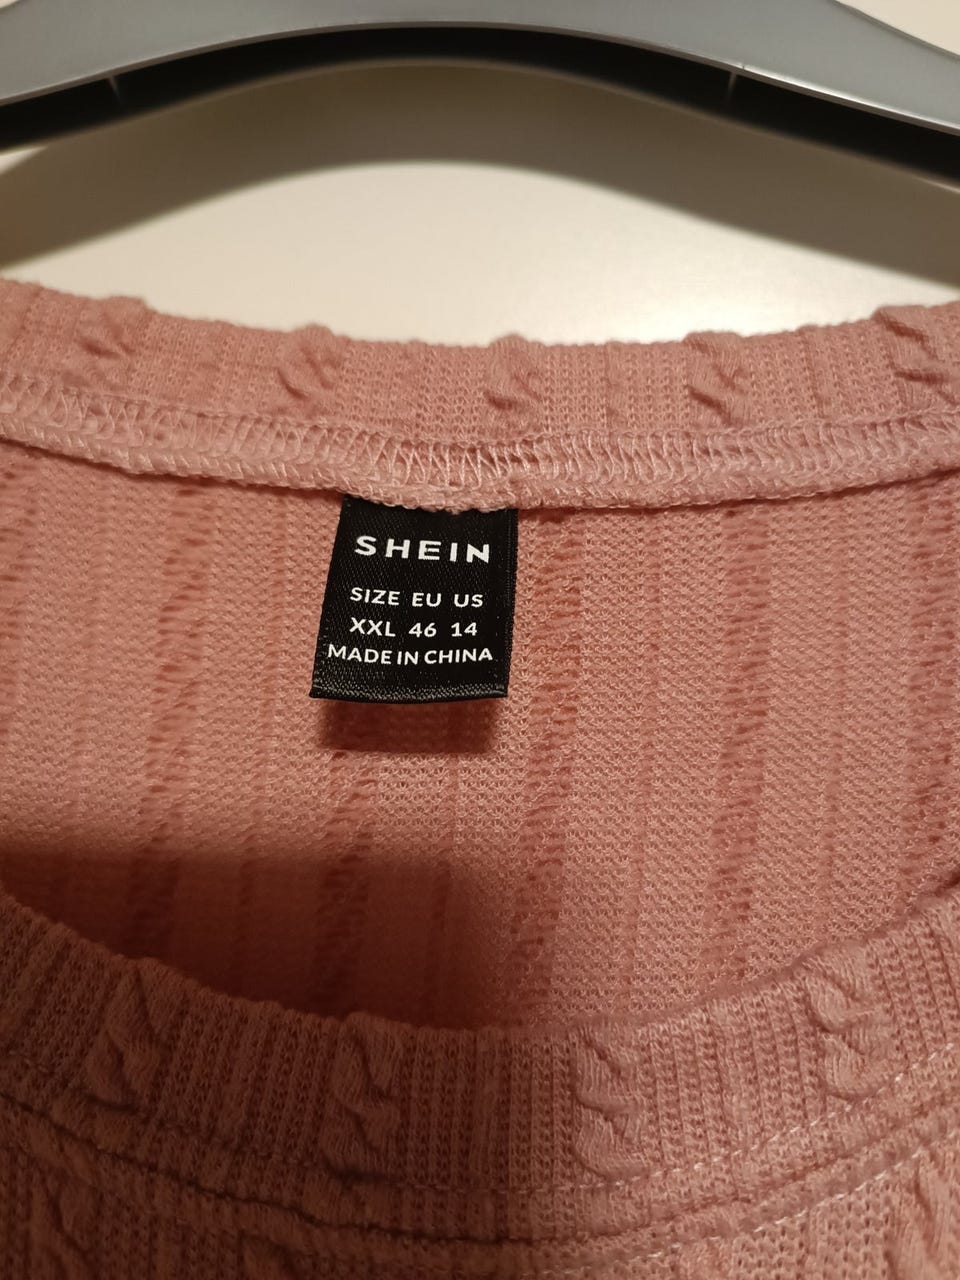 SHEIN
SIZE EU US
XXL 46 14
MADE IN CHINA